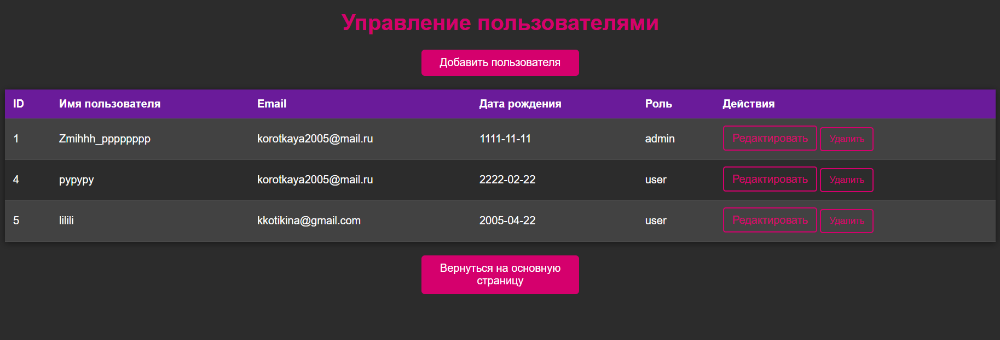 Управление пользователями
Добавить пользователя
ID Имя пользователя Email Дата рождения Роль Действия
1 Zmihhh_pppppppp korotkaya2005@mail.ru 1111-11-11 admin Редактировать Удалить
4 pypypy korotkaya2005@mail.ru 2222-02-22 user Редактировать Удалить
5 lilili kkotikina@gmail.com 2005-04-22 user Редактировать Удалить
Вернуться на основную
страницу